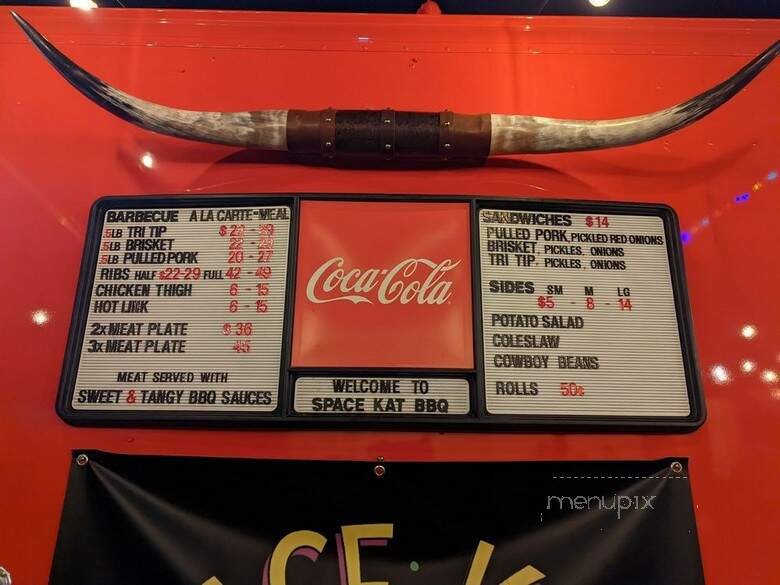 BARBECUE A LA CARTE-MEAL
.5LB TRI TIP $22 - 29
.5LB BRISKET 22 - 29
.5LB PULLED PORK 20 - 27
RIBS HALF $22-29 FULL 42 - 49
CHICKEN THIGH 6 - 15
HOT LINK 6 - 15
2x MEAT PLATE $ 36
3x MEAT PLATE 45
MEAT SERVED WITH
SWEET & TANGY BBQ SAUCES
Coca-Cola
WELCOME TO
SPACE KAT BBQ
SANDWICHES $14
PULLED PORK, PICKLED RED ONIONS
BRISKET, PICKLES, ONIONS
TRI TIP, PICKLES, ONIONS
SIDES SM M LG
$5 - 8 - 14
POTATO SALAD
COLESLAW
COWBOY BEANS
ROLLS 50¢
menupix